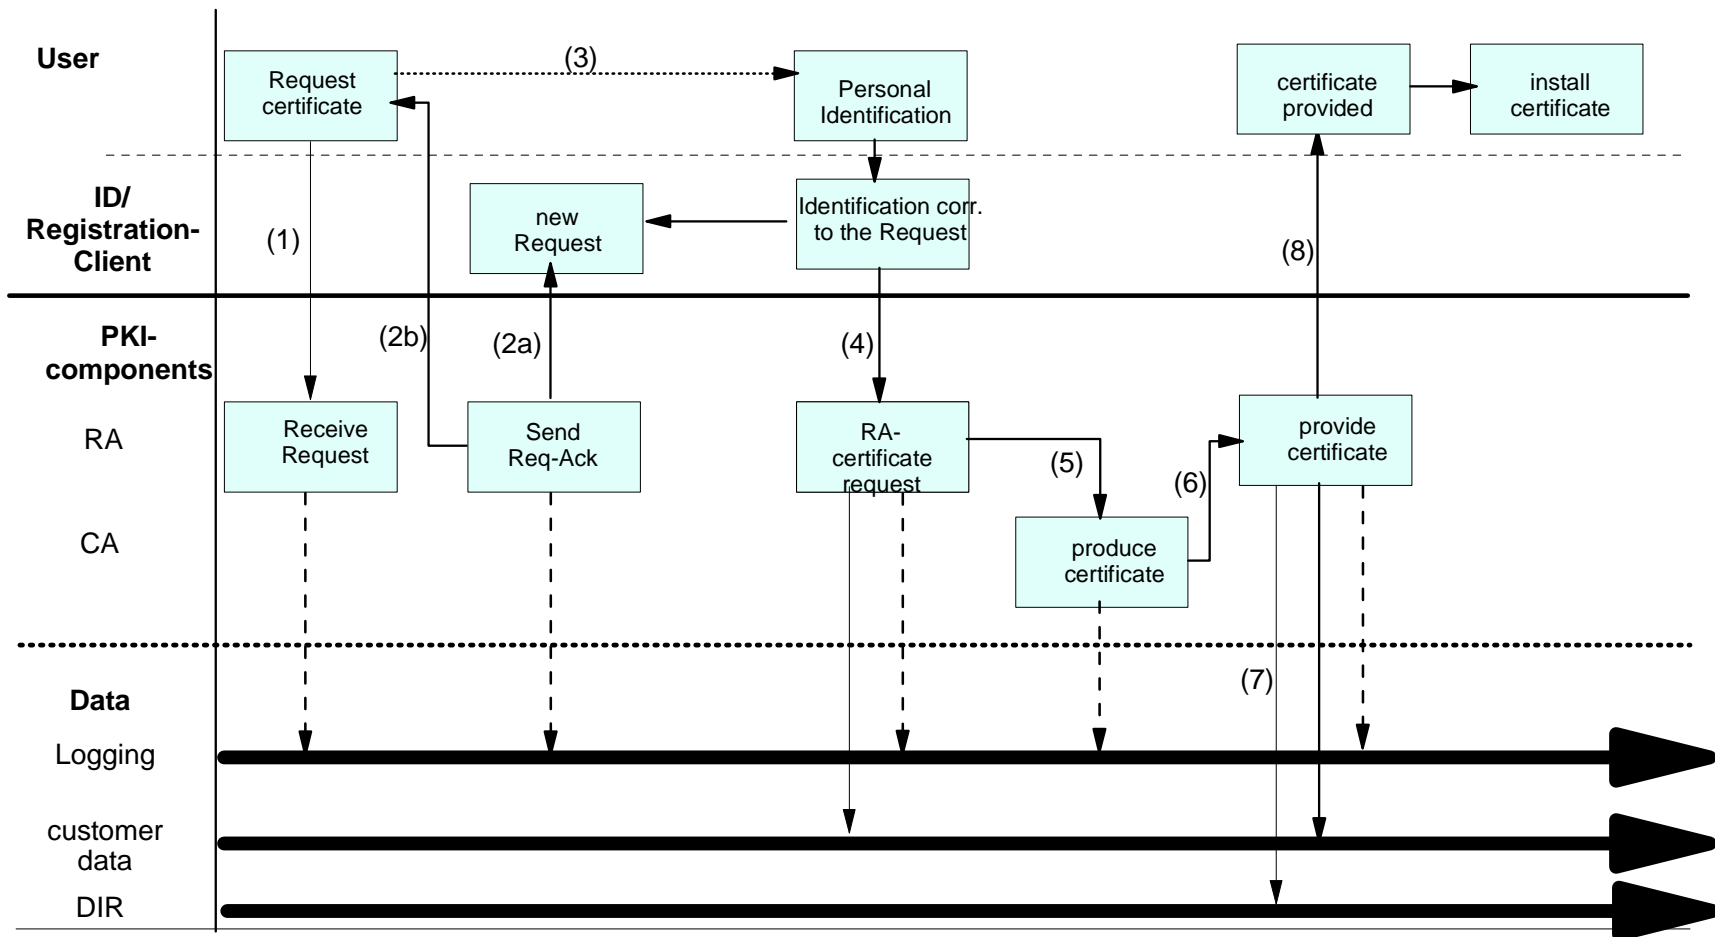 User
Request
certificate
(3)
Personal
Identification
certificate
provided
install
certificate
ID/
Registration-
Client
(1)
new
Request
Identification corr.
to the Request
(8)
PKI-
components
(2b)
(2a)
(4)
RA
Receive
Request
Send
Req-Ack
RA-
certificate
request
(5)
(6)
provide
certificate
CA
produce
certificate
(7)
Data
Logging
customer
data
DIR